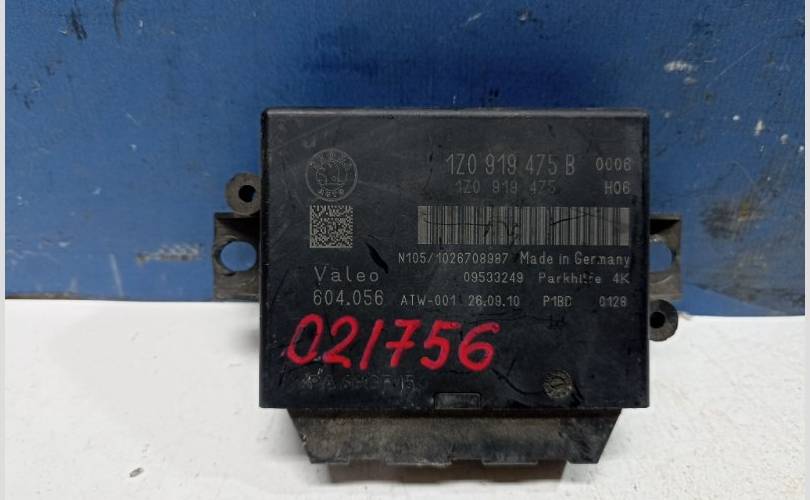 1Z0 919 475 B 0006
1Z0 919 475 H06
N105/1026708987 Made in Germany
Valeo 09533249 Parkhilfe 4K
604.056 ATW-001 26.09.10 P1BD 0128
021756